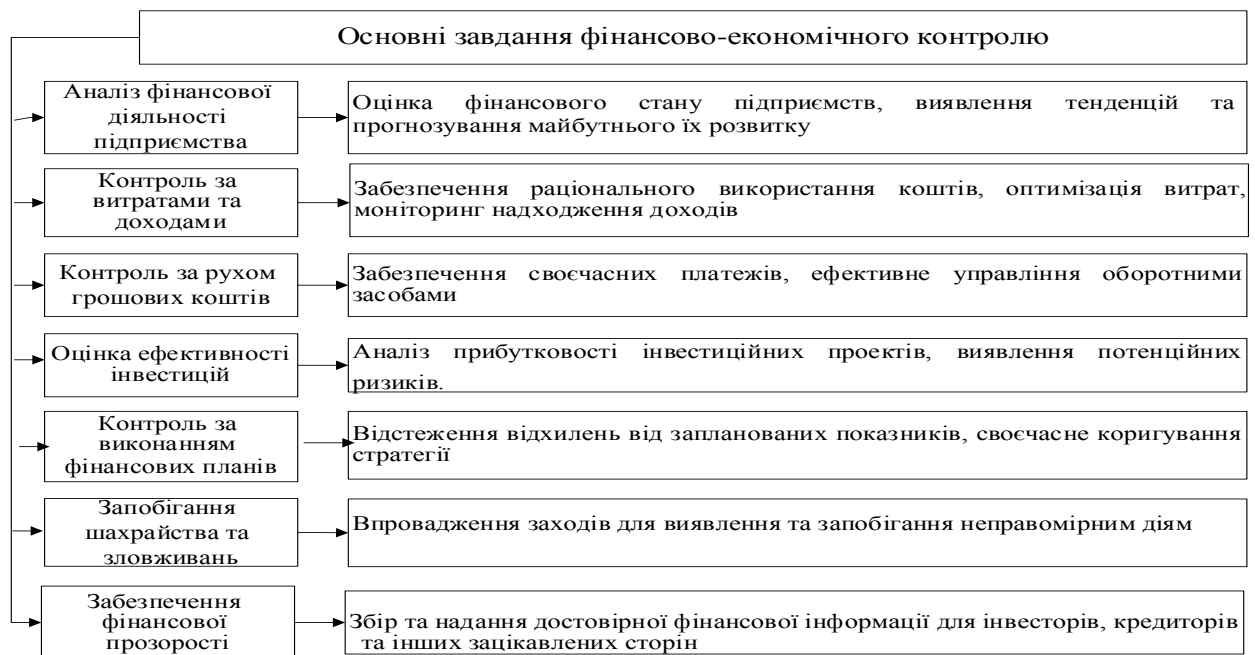 Основні завдання фінансово-економічного контролю
Аналіз фінансової
діяльності
підприємства
Оцінка фінансового стану підприємств, виявлення тенденцій та
прогнозування майбутнього їх розвитку
Контроль за
витратами та
доходами
Забезпечення раціонального використання коштів, оптимізація витрат,
моніторинг надходження доходів
Контроль за рухом
грошових коштів
Забезпечення своєчасних платежів, ефективне управління оборотними
засобами
Оцінка ефективності
інвестицій
Аналіз прибутковості інвестиційних проектів, виявлення потенційних
ризиків.
Контроль за
виконанням
фінансових планів
Відстеження відхилень від запланованих показників, своєчасне коригування
стратегії
Запобігання
шахрайства та
зловживань
Впровадження заходів для виявлення та запобігання неправомірним діям
Забезпечення
фінансової
прозорості
Збір та надання достовірної фінансової інформації для інвесторів, кредиторів
та інших зацікавлених сторін